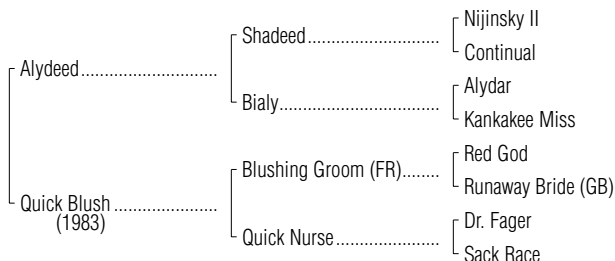 Nijinsky II
Shadeed..............................
Continual
Alydeed..............................
Alydar
Bialy.....................................
Kankakee Miss
Red God
Blushing Groom (FR)........
Runaway Bride (GB)
Quick Blush .......................
(1983)
Dr. Fager
Quick Nurse .......................
Sack Race